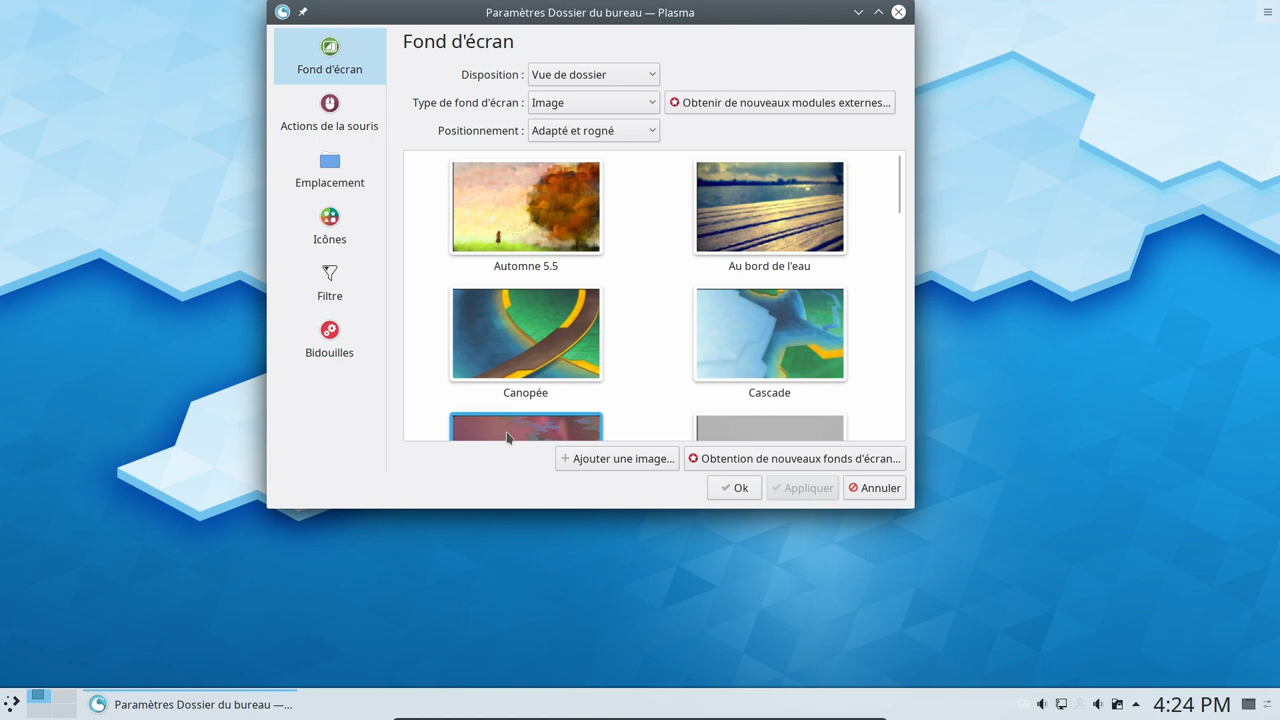 Paramètres Dossier du bureau — Plasma
Fond d'écran
Actions de la souris
Emplacement
Icônes
Filtre
Bidouilles
Fond d'écran
Disposition : Vue de dossier
Type de fond d'écran : Image Obtenir de nouveaux modules externes...
Positionnement : Adapté et rogné
Automne 5.5 Au bord de l'eau
Canopée Cascade
Ajouter une image... Obtention de nouveaux fonds d'écran...
Ok Appliquer Annuler
Paramètres Dossier du bureau —... 4:24 PM